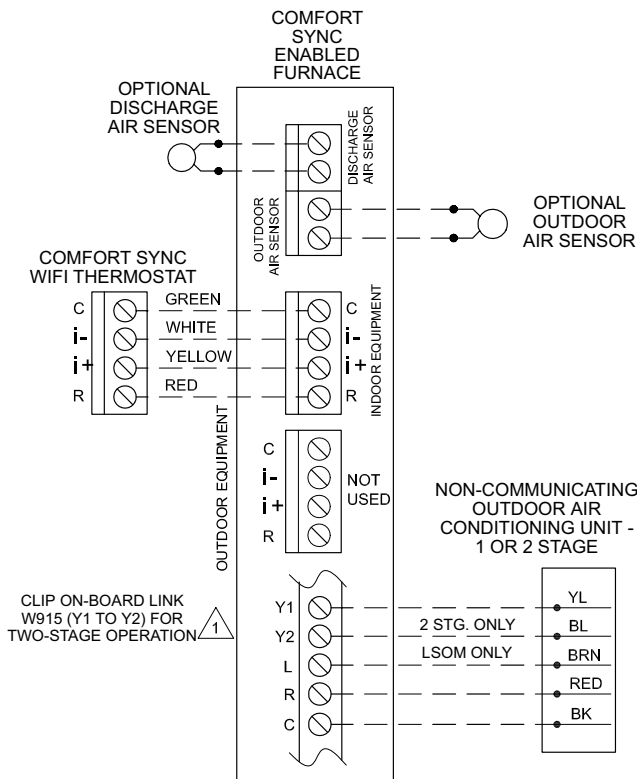 COMFORT
SYNC
ENABLED
FURNACE
OPTIONAL
DISCHARGE
AIR SENSOR
DISCHARGE
AIR SENSOR
OUTDOOR
AIR SENSOR
OPTIONAL
OUTDOOR
AIR SENSOR
COMFORT SYNC
WIFI THERMOSTAT
C
GREEN
C
i-
WHITE
i-
i+
YELLOW
i+
R
RED
R
INDOOR EQUIPMENT
OUTDOOR EQUIPMENT
C
i-
i+
R
NOT
USED
NON-COMMUNICATING
OUTDOOR AIR
CONDITIONING UNIT -
1 OR 2 STAGE
CLIP ON-BOARD LINK
W915 (Y1 TO Y2) FOR
TWO-STAGE OPERATION
1
Y1
YL
Y2
2 STG. ONLY
BL
L
LSOM ONLY
BRN
R
RED
C
BK